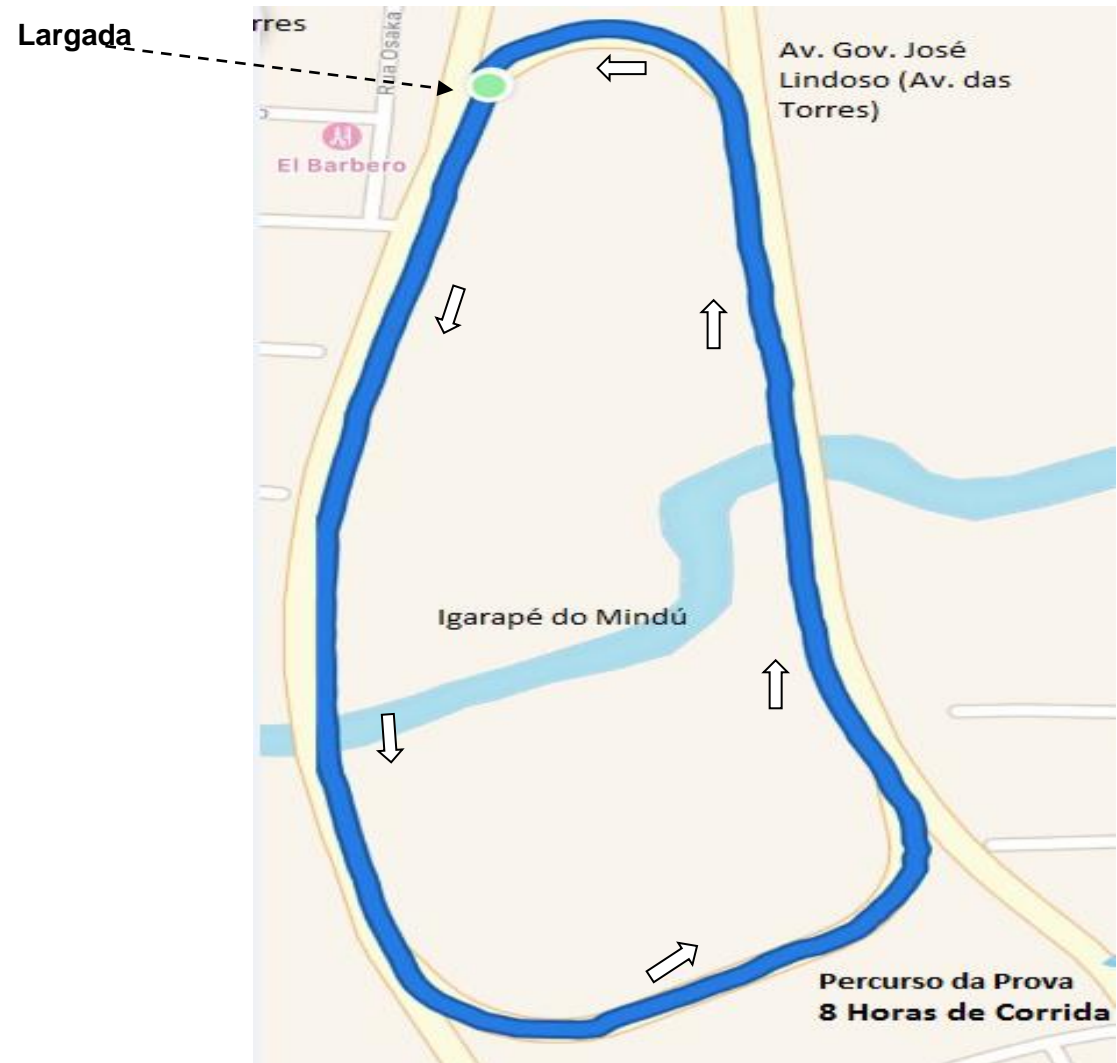 Largada
rres
Rua Osaka
Av. Gov. José
Lindoso (Av. das
Torres)
El Barbero
Igarapé do Mindú
Percurso da Prova
8 Horas de Corrida